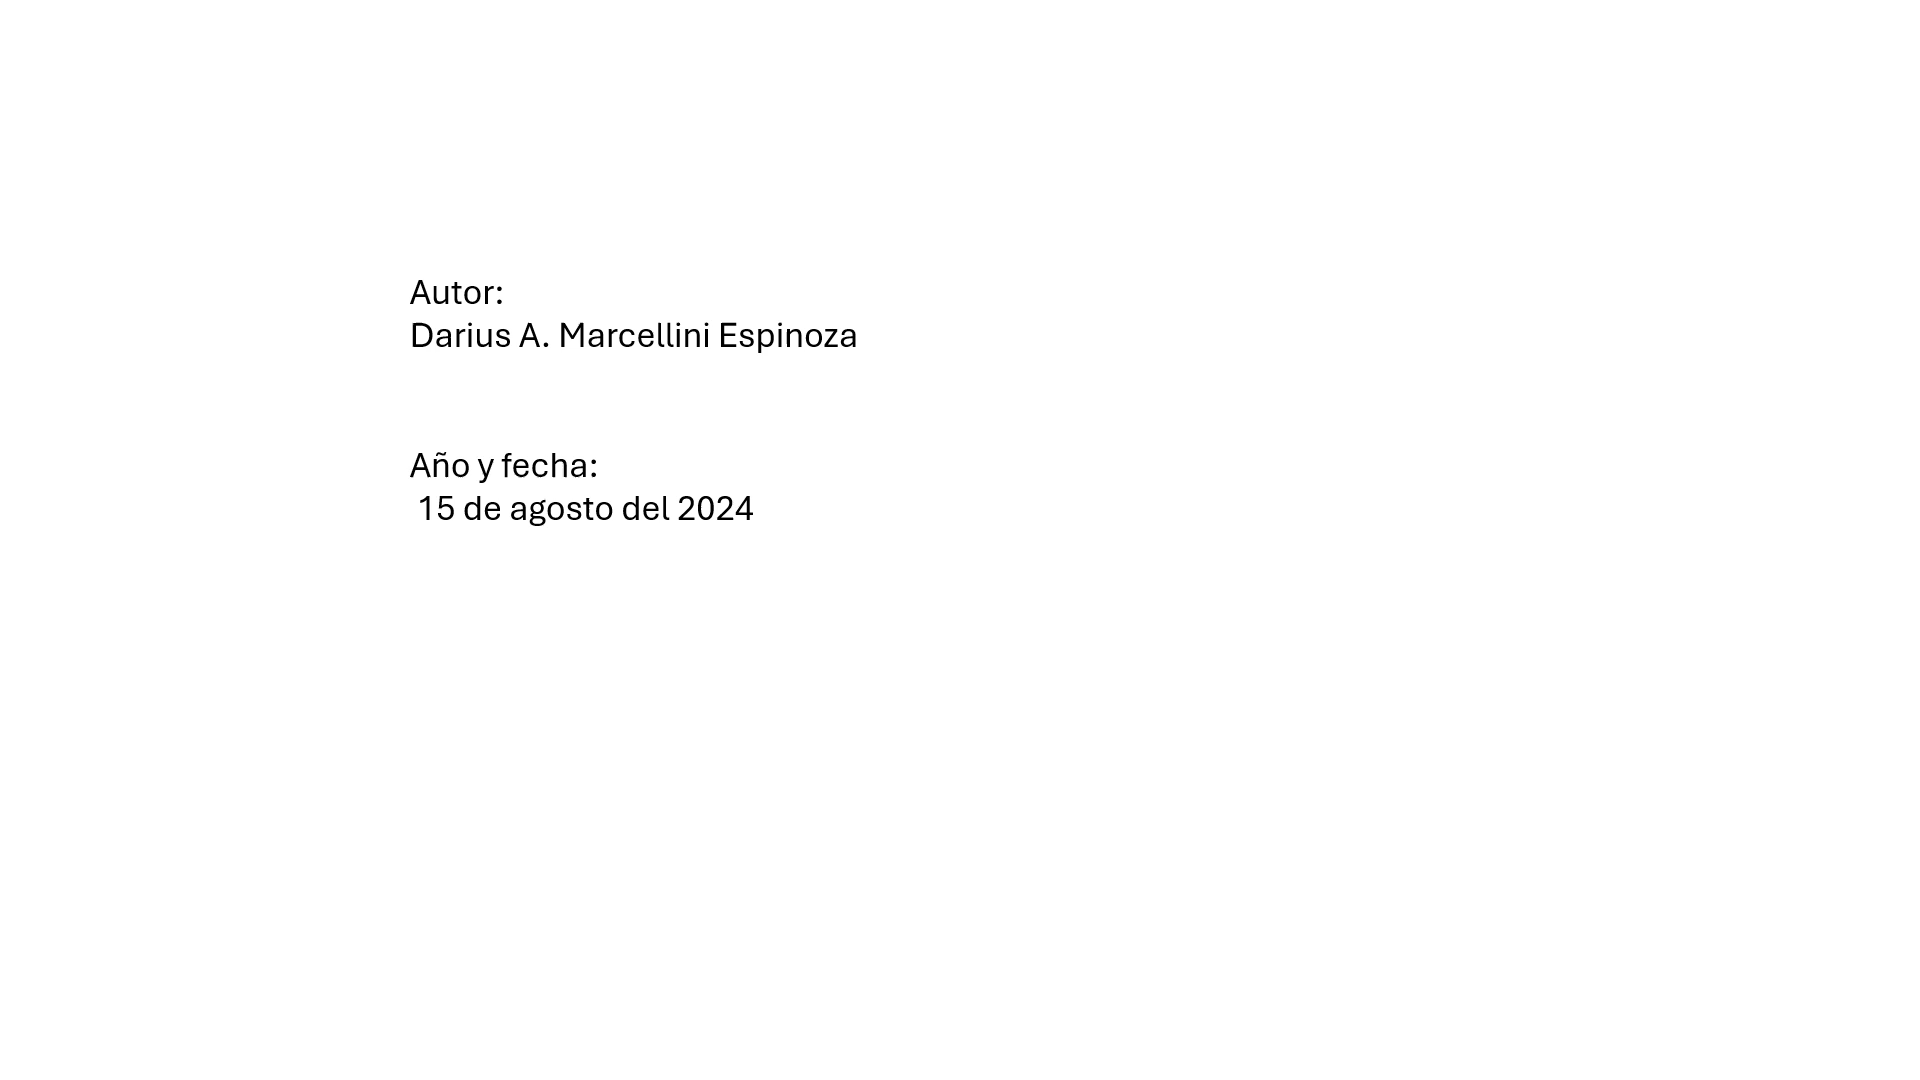 Autor:
Darius A. Marcellini Espinoza
Año y fecha:
15 de agosto del 2024